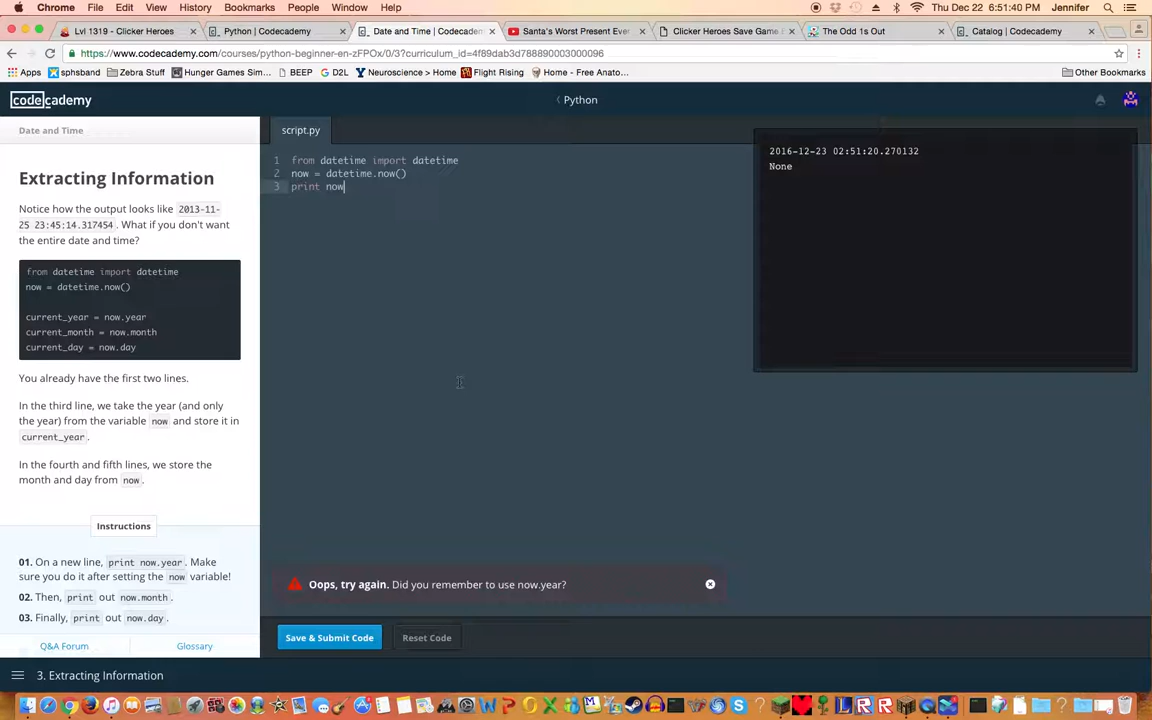 Chrome File Edit View History Bookmarks People Window Help Thu Dec 22 6:51:40 PM Jennifer
Lvl 1319 - Clicker Heroes
Python | Codecademy
Date and Time | Codecadem
Santa's Worst Present Eve
Clicker Heroes Save Game E
The Odd 1s Out
Catalog | Codecademy
https://www.codecademy.com/courses/python-beginner-en-zFPOx/0/3?curriculum_id=4f89dab3d788890003000096
Apps sphsband Zebra Stuff Hunger Games Sim... BEEP D2L Neuroscience > Home Flight Rising Home - Free Anato... Other Bookmarks
codecademy
Python
Date and Time
script.py
Extracting Information
Notice how the output looks like 2013-11-
25 23:45:14.317454. What if you don't want
the entire date and time?
from datetime import datetime
now = datetime.now()
current_year = now.year
current_month = now.month
current_day = now.day
You already have the first two lines.
In the third line, we take the year (and only
the year) from the variable now and store it in
current_year.
In the fourth and fifth lines, we store the
month and day from now.
Instructions
01. On a new line, print now.year. Make
sure you do it after setting the now variable!
02. Then, print out now.month.
03. Finally, print out now.day.
Q&A Forum Glossary
1 from datetime import datetime
2 now = datetime.now()
3 print now
2016-12-23 02:51:20.270132
None
Oops, try again. Did you remember to use now.year?
Save & Submit Code Reset Code
3. Extracting Information